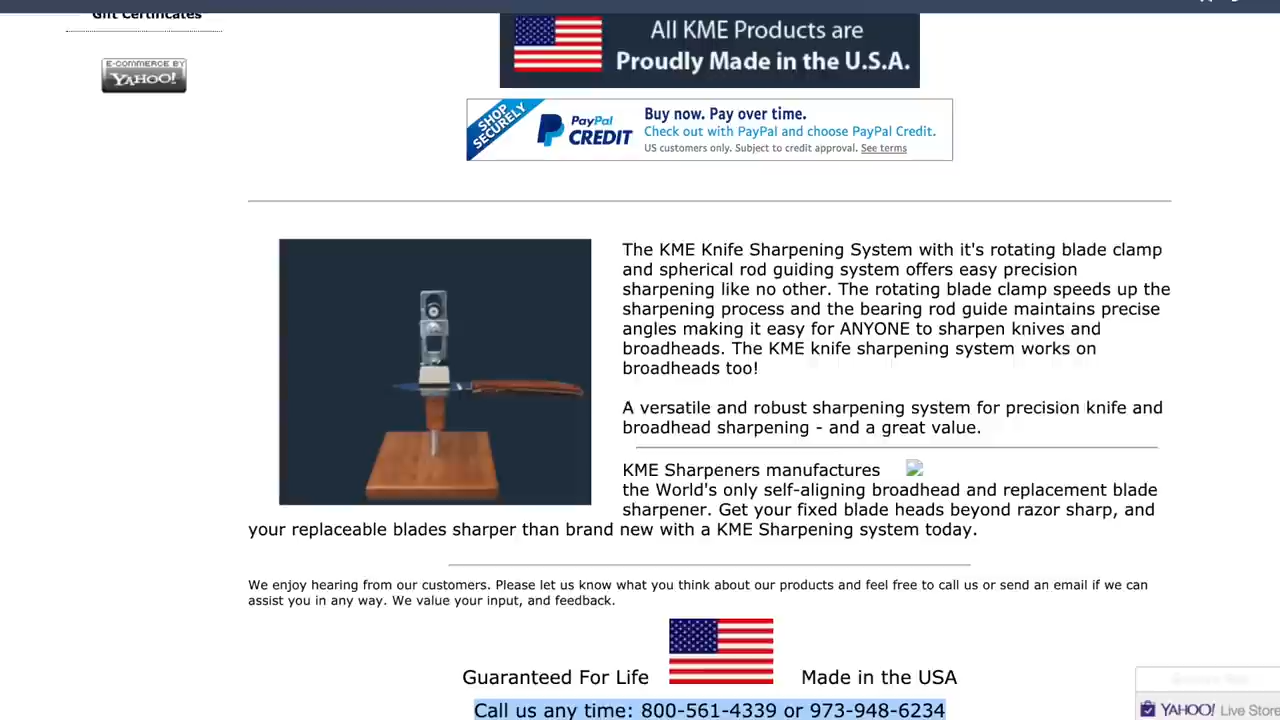 Gift Certificates
E-COMMERCE BY
YAHOO!
All KME Products are
Proudly Made in the U.S.A.
SHOP
SECURELY
PayPal
CREDIT
Buy now. Pay over time.
Check out with PayPal and choose PayPal Credit.
US customers only. Subject to credit approval. See terms
The KME Knife Sharpening System with it's rotating blade clamp
and spherical rod guiding system offers easy precision
sharpening like no other. The rotating blade clamp speeds up the
sharpening process and the bearing rod guide maintains precise
angles making it easy for ANYONE to sharpen knives and
broadheads. The KME knife sharpening system works on
broadheads too!
A versatile and robust sharpening system for precision knife and
broadhead sharpening - and a great value.
KME Sharpeners manufactures
the World's only self-aligning broadhead and replacement blade
sharpener. Get your fixed blade heads beyond razor sharp, and
your replaceable blades sharper than brand new with a KME Sharpening system today.
We enjoy hearing from our customers. Please let us know what you think about our products and feel free to call us or send an email if we can
assist you in any way. We value your input, and feedback.
Guaranteed For Life Made in the USA
Call us any time: 800-561-4339 or 973-948-6234
YAHOO! Live Store